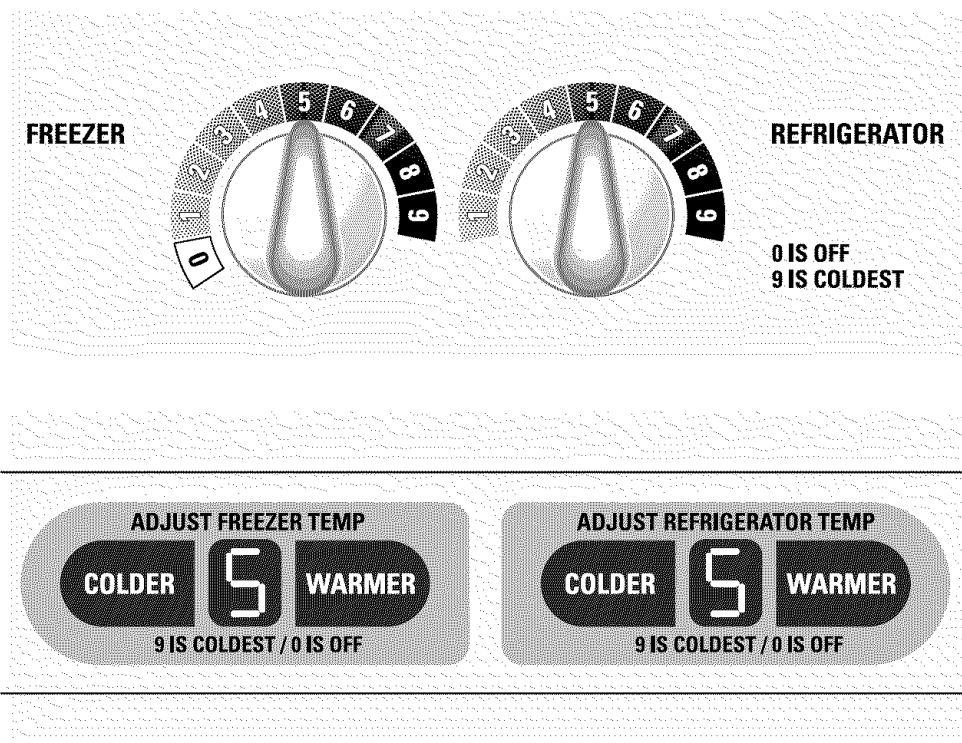 FREEZER
0 1 2 3 4 5 6 7 8 9
1 2 3 4 5 6 7 8 9
REFRIGERATOR
0 IS OFF
9 IS COLDEST
ADJUST FREEZER TEMP
COLDER 5 WARMER
9 IS COLDEST / 0 IS OFF
ADJUST REFRIGERATOR TEMP
COLDER 5 WARMER
9 IS COLDEST / 0 IS OFF